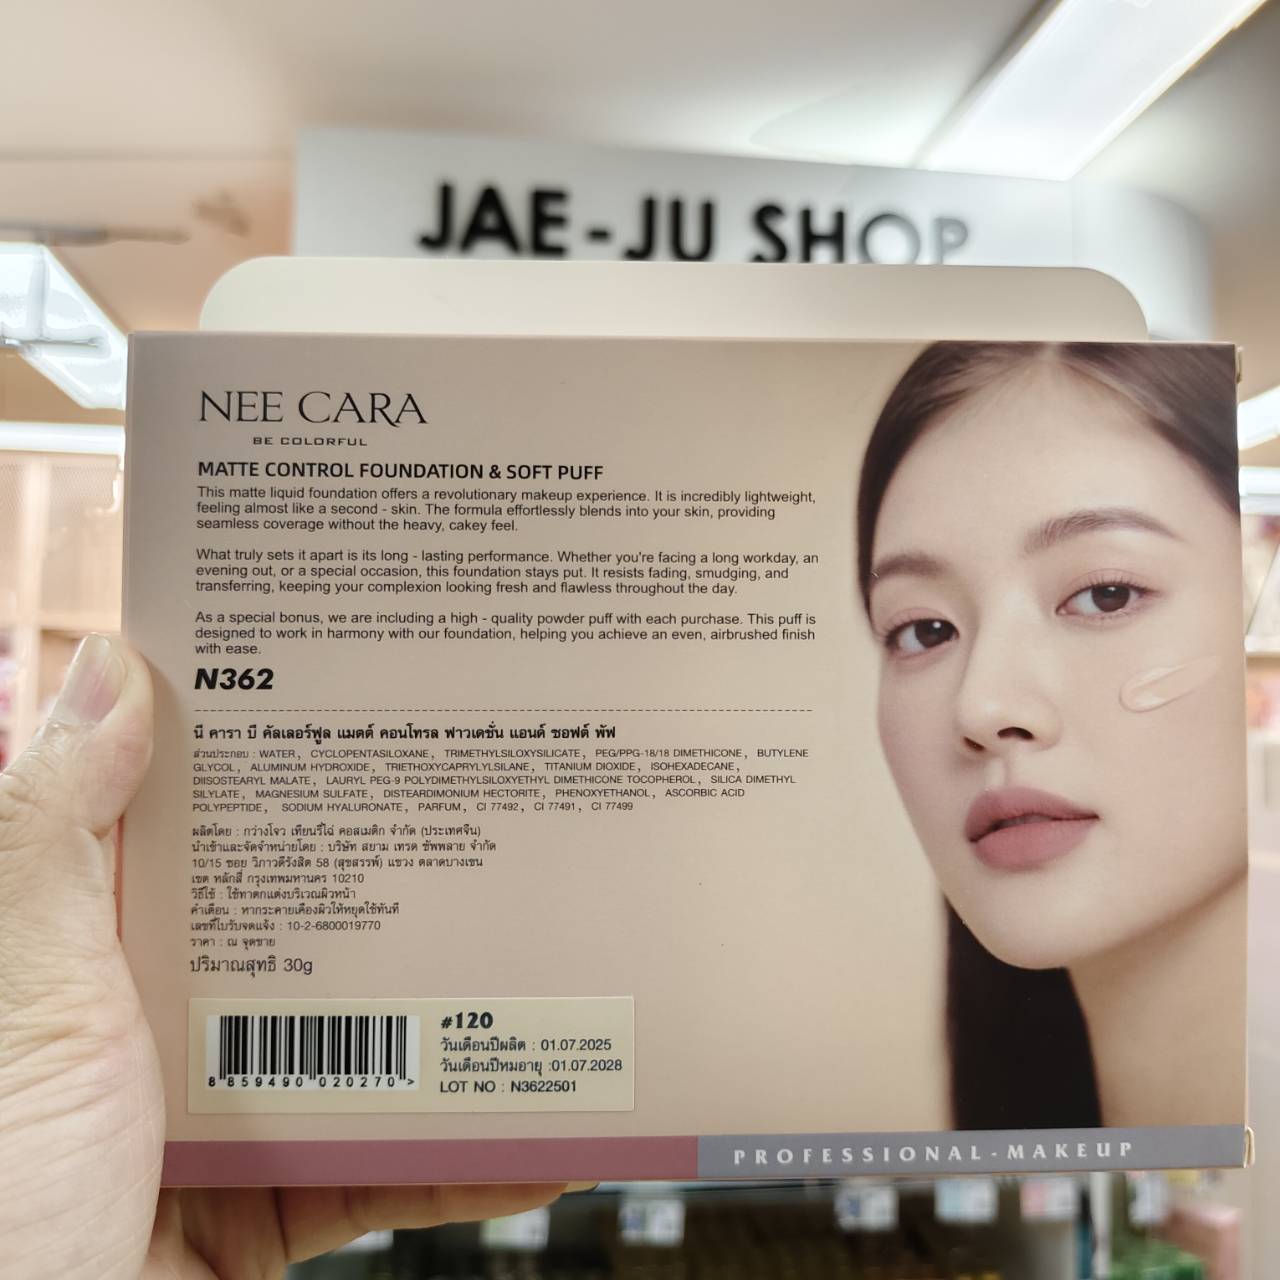 JAE-JU SHOP
NEE CARA
BE COLORFUL
MATTE CONTROL FOUNDATION & SOFT PUFF
This matte liquid foundation offers a revolutionary makeup experience. It is incredibly lightweight,
feeling almost like a second - skin. The formula effortlessly blends into your skin, providing
seamless coverage without the heavy, cakey feel.
What truly sets it apart is its long - lasting performance. Whether you're facing a long workday, an
evening out, or a special occasion, this foundation stays put. It resists fading, smudging, and
transferring, keeping your complexion looking fresh and flawless throughout the day.
As a special bonus, we are including a high - quality powder puff with each purchase. This puff is
designed to work in harmony with our foundation, helping you achieve an even, airbrushed finish
with ease.
N362
นี คารา บี คัลเลอร์ฟูล แมตต์ คอนโทรล ฟาวเดชั่น แอนด์ ซอฟต์ พัฟ
ส่วนประกอบ : WATER, CYCLOPENTASILOXANE, TRIMETHYLSILOXYSILICATE, PEG/PPG-18/18 DIMETHICONE, BUTYLENE
GLYCOL, ALUMINUM HYDROXIDE, TRIETHOXYCAPRYLYLSILANE, TITANIUM DIOXIDE, ISOHEXADECANE,
DIISOSTEARYL MALATE, LAURYL PEG-9 POLYDIMETHYLSILOXYETHYL DIMETHICONE TOCOPHEROL, SILICA DIMETHYL
SILYLATE, MAGNESIUM SULFATE, DISTEARDIMONIUM HECTORITE, PHENOXYETHANOL, ASCORBIC ACID
POLYPEPTIDE, SODIUM HYALURONATE, PARFUM, CI 77492, CI 77491, CI 77499
ผลิตโดย : กว่างโจว เทียนรี่ไฉ่ คอสเมติก จำกัด (ประเทศจีน)
นำเข้าและจัดจำหน่ายโดย : บริษัท สยาม เทรด ซัพพลาย จำกัด
10/15 ซอย วิภาวดีรังสิต 58 (สุขสรรพ์) แขวง ตลาดบางเขน
เขต หลักสี่ กรุงเทพมหานคร 10210
วิธีใช้ : ใช้ทาตกแต่งบริเวณผิวหน้า
คำเตือน : หากระคายเคืองผิวให้หยุดใช้ทันที
เลขที่ใบรับจดแจ้ง : 10-2-6800019770
ราคา : ณ จุดขาย
ปริมาณสุทธิ 30g
#120
วันเดือนปีผลิต : 01.07.2025
วันเดือนปีหมอายุ :01.07.2028
LOT NO : N3622501
8 859490 020270 >
PROFESSIONAL-MAKEUP